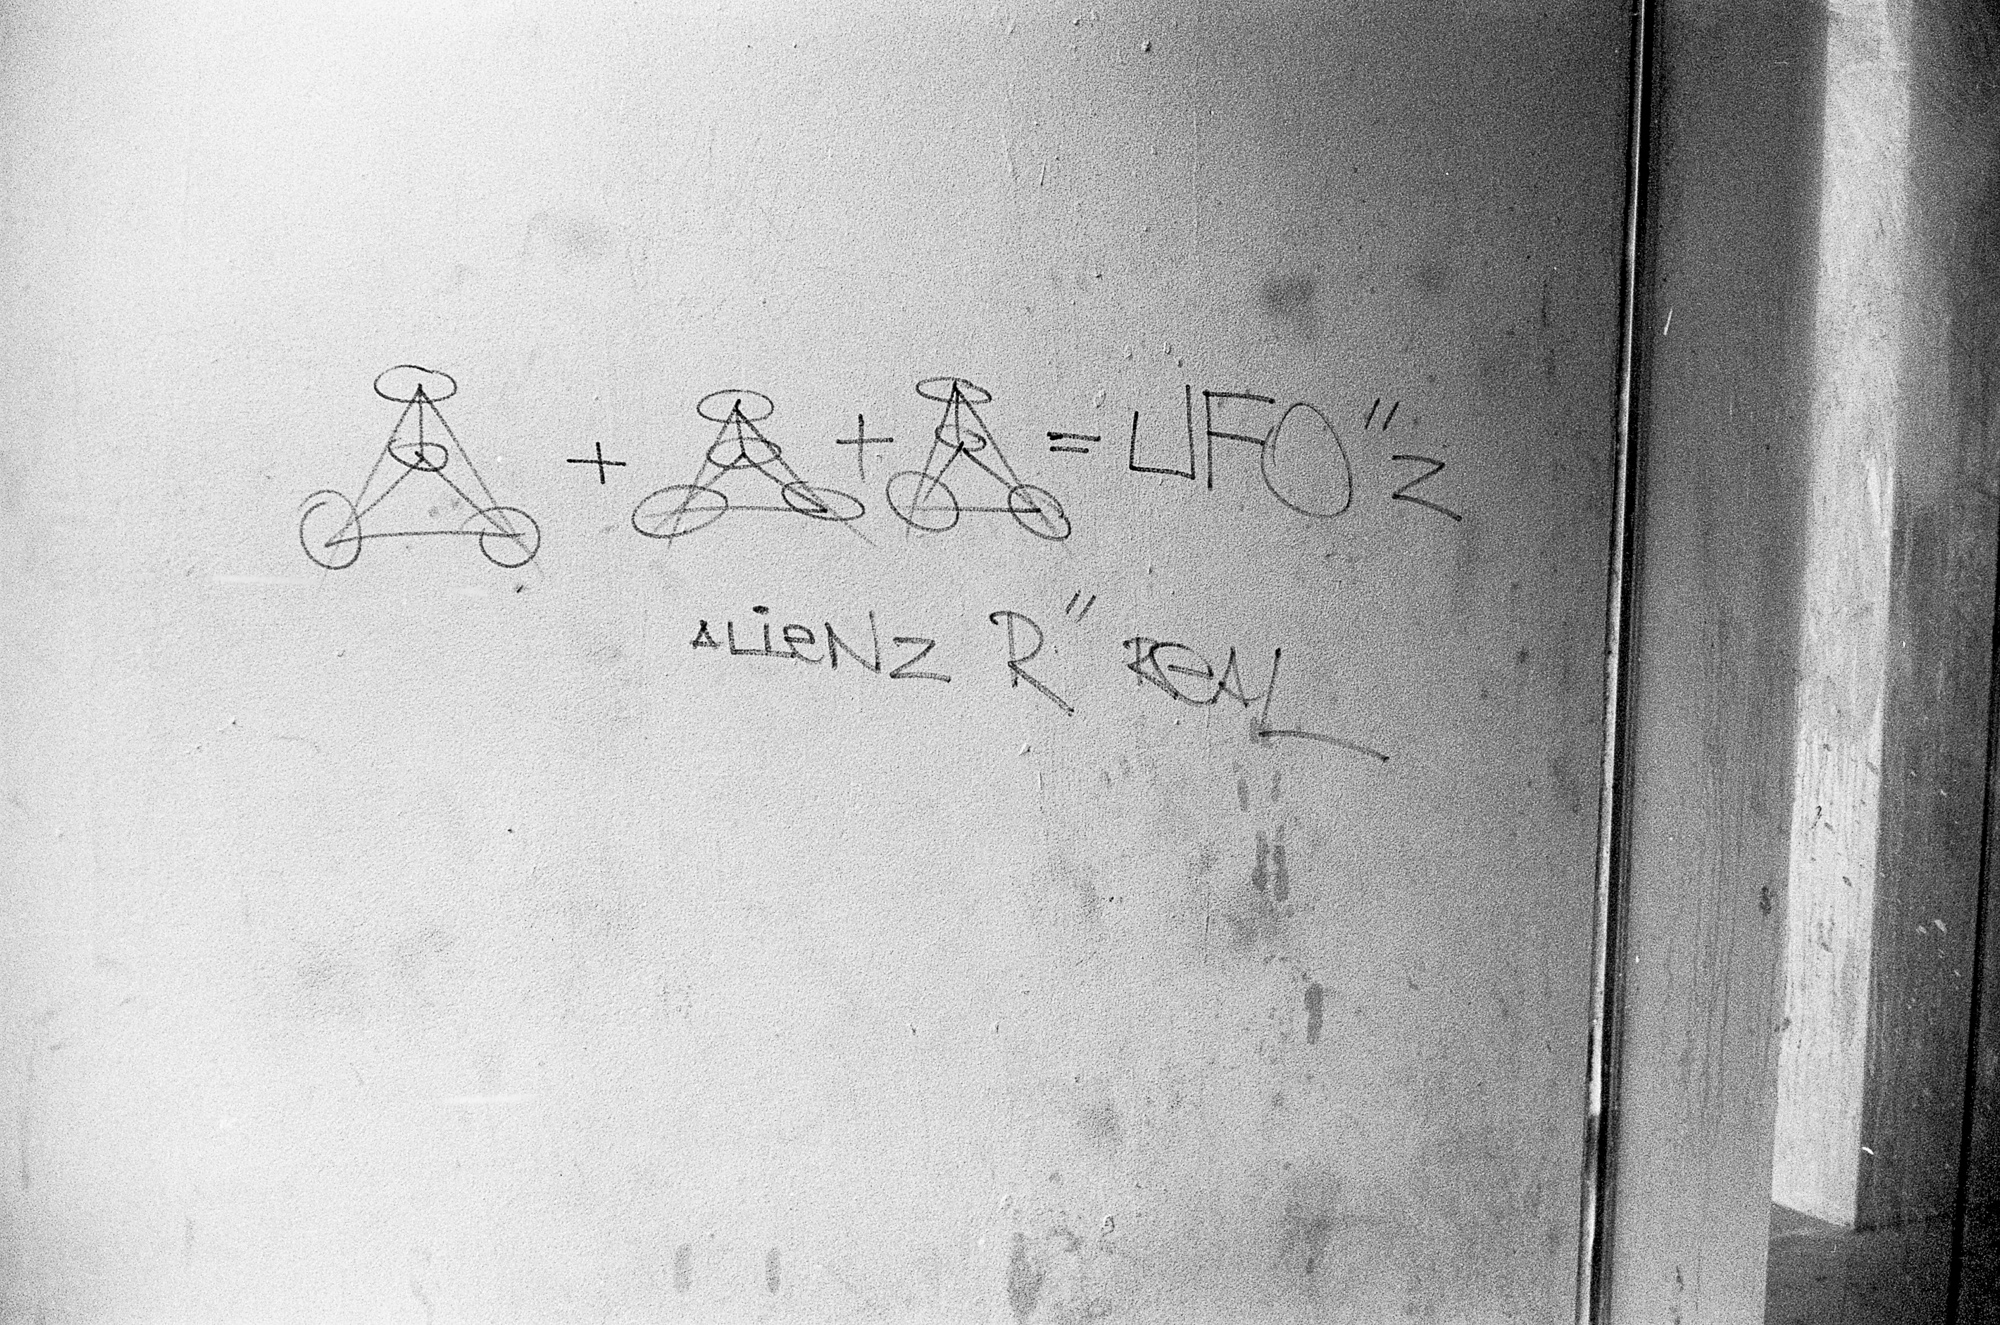 + + = UFO"z
ALieNz R" ReAL